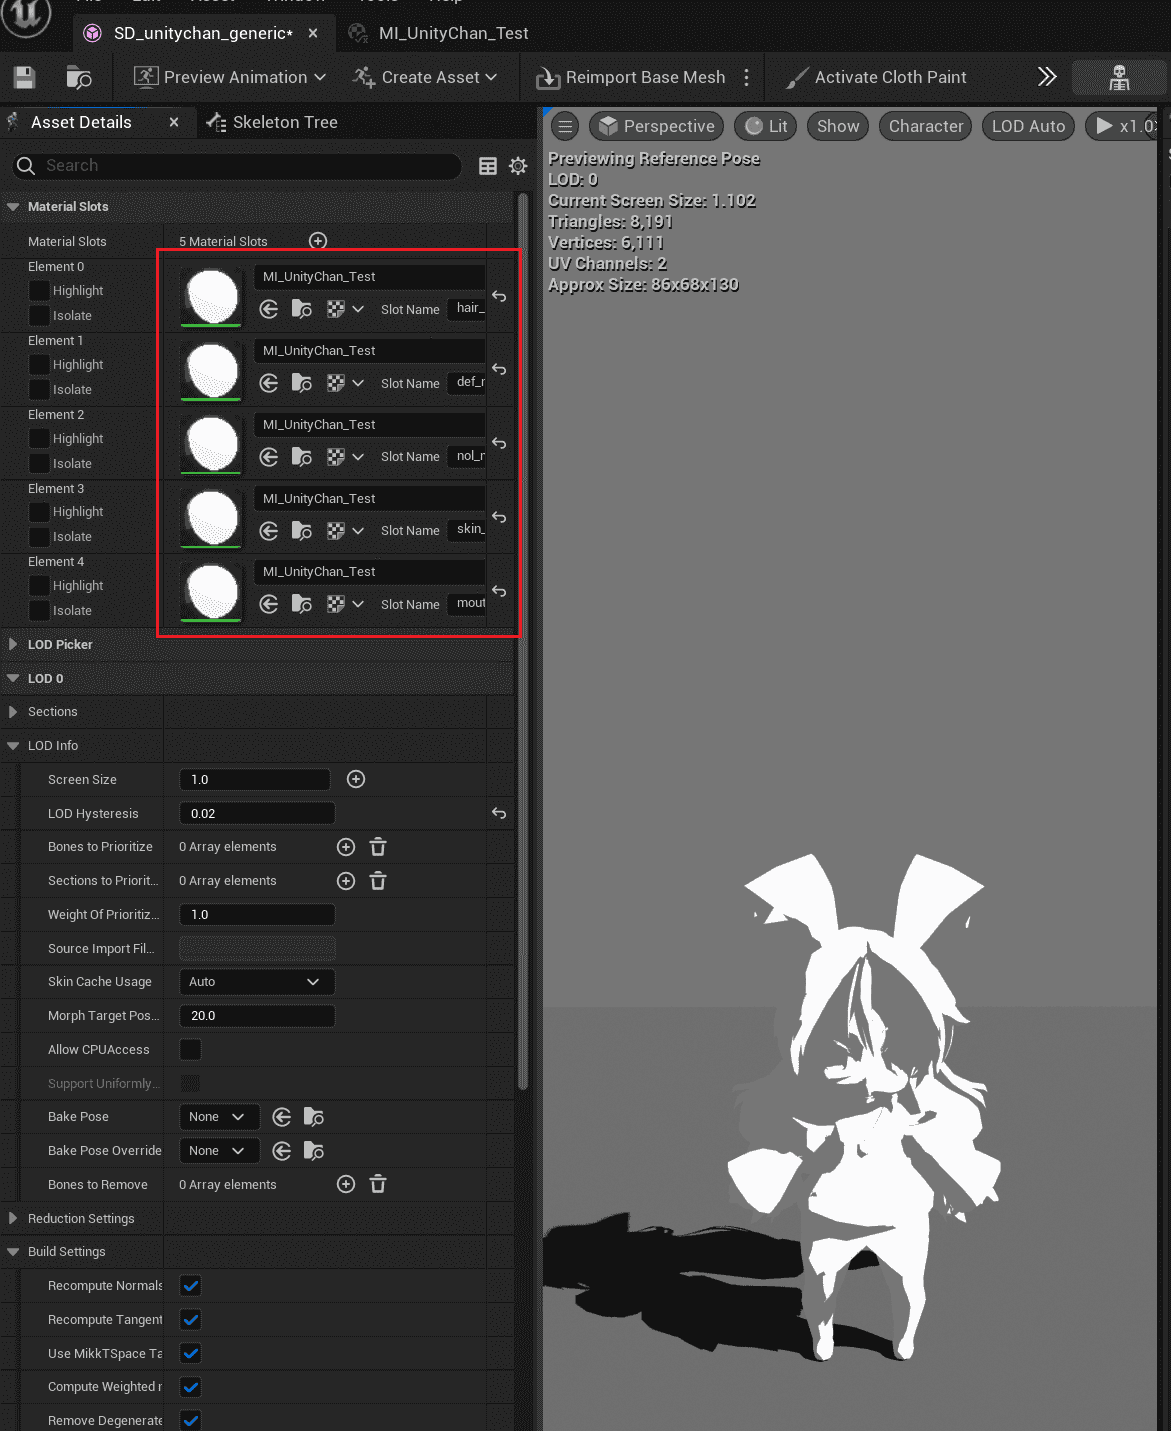 SD_unitychan_generic*
MI_UnityChan_Test
Preview Animation
Create Asset
Reimport Base Mesh
Activate Cloth Paint
Asset Details
Skeleton Tree
Search
Perspective
Lit
Show
Character
LOD Auto
x1.0
Previewing Reference Pose
LOD: 0
Current Screen Size: 1.102
Triangles: 8,191
Vertices: 6,111
UV Channels: 2
Approx Size: 86x68x130
Material Slots
Material Slots
5 Material Slots
Element 0
Highlight
Isolate
MI_UnityChan_Test
Slot Name
hair_
Element 1
Highlight
Isolate
MI_UnityChan_Test
Slot Name
def_r
Element 2
Highlight
Isolate
MI_UnityChan_Test
Slot Name
nol_r
Element 3
Highlight
Isolate
MI_UnityChan_Test
Slot Name
skin_
Element 4
Highlight
Isolate
MI_UnityChan_Test
Slot Name
mout
LOD Picker
LOD 0
Sections
LOD Info
Screen Size
1.0
LOD Hysteresis
0.02
Bones to Prioritize
0 Array elements
Sections to Priorit...
0 Array elements
Weight Of Prioritiz...
1.0
Source Import Fil...
Skin Cache Usage
Auto
Morph Target Pos...
20.0
Allow CPUAccess
Support Uniformly...
Bake Pose
None
Bake Pose Override
None
Bones to Remove
0 Array elements
Reduction Settings
Build Settings
Recompute Normals
Recompute Tangent
Use MikkTSpace Ta
Compute Weighted r
Remove Degenerate